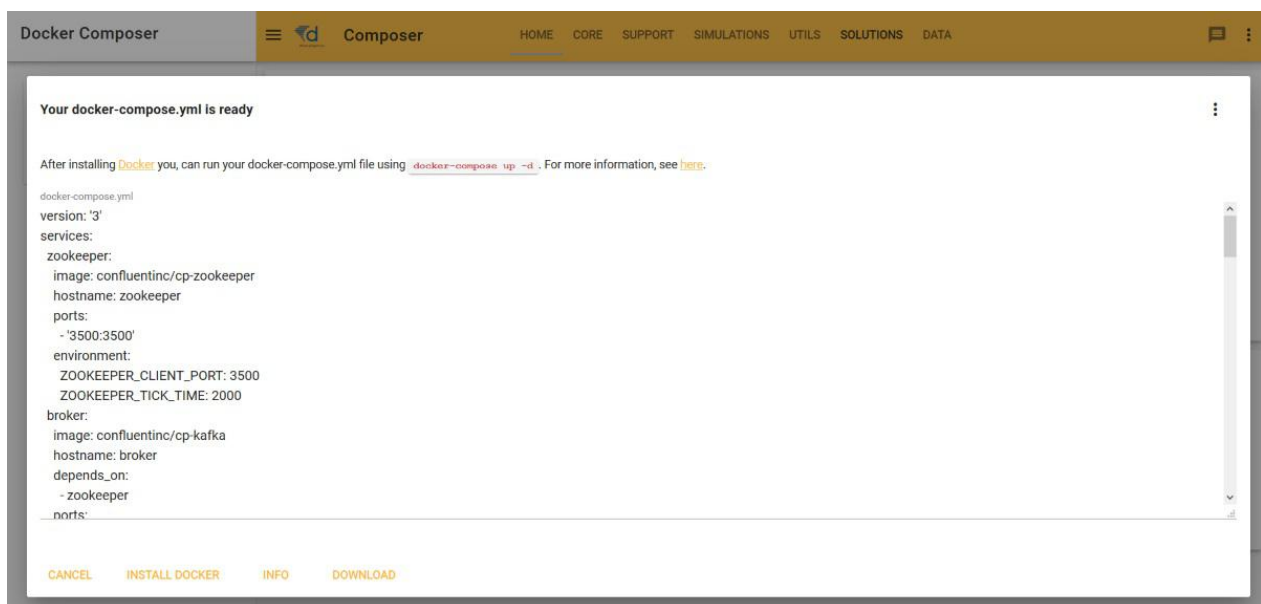 Docker Composer
Composer HOME CORE SUPPORT SIMULATIONS UTILS SOLUTIONS DATA
Your docker-compose.yml is ready
After installing Docker you, can run your docker-compose.yml file using docker-compose up -d . For more information, see here.
docker-compose.yml
version: '3'
services:
zookeeper:
image: confluentinc/cp-zookeeper
hostname: zookeeper
ports:
- '3500:3500'
environment:
ZOOKEEPER_CLIENT_PORT: 3500
ZOOKEEPER_TICK_TIME: 2000
broker:
image: confluentinc/cp-kafka
hostname: broker
depends_on:
- zookeeper
ports:
CANCEL INSTALL DOCKER INFO DOWNLOAD